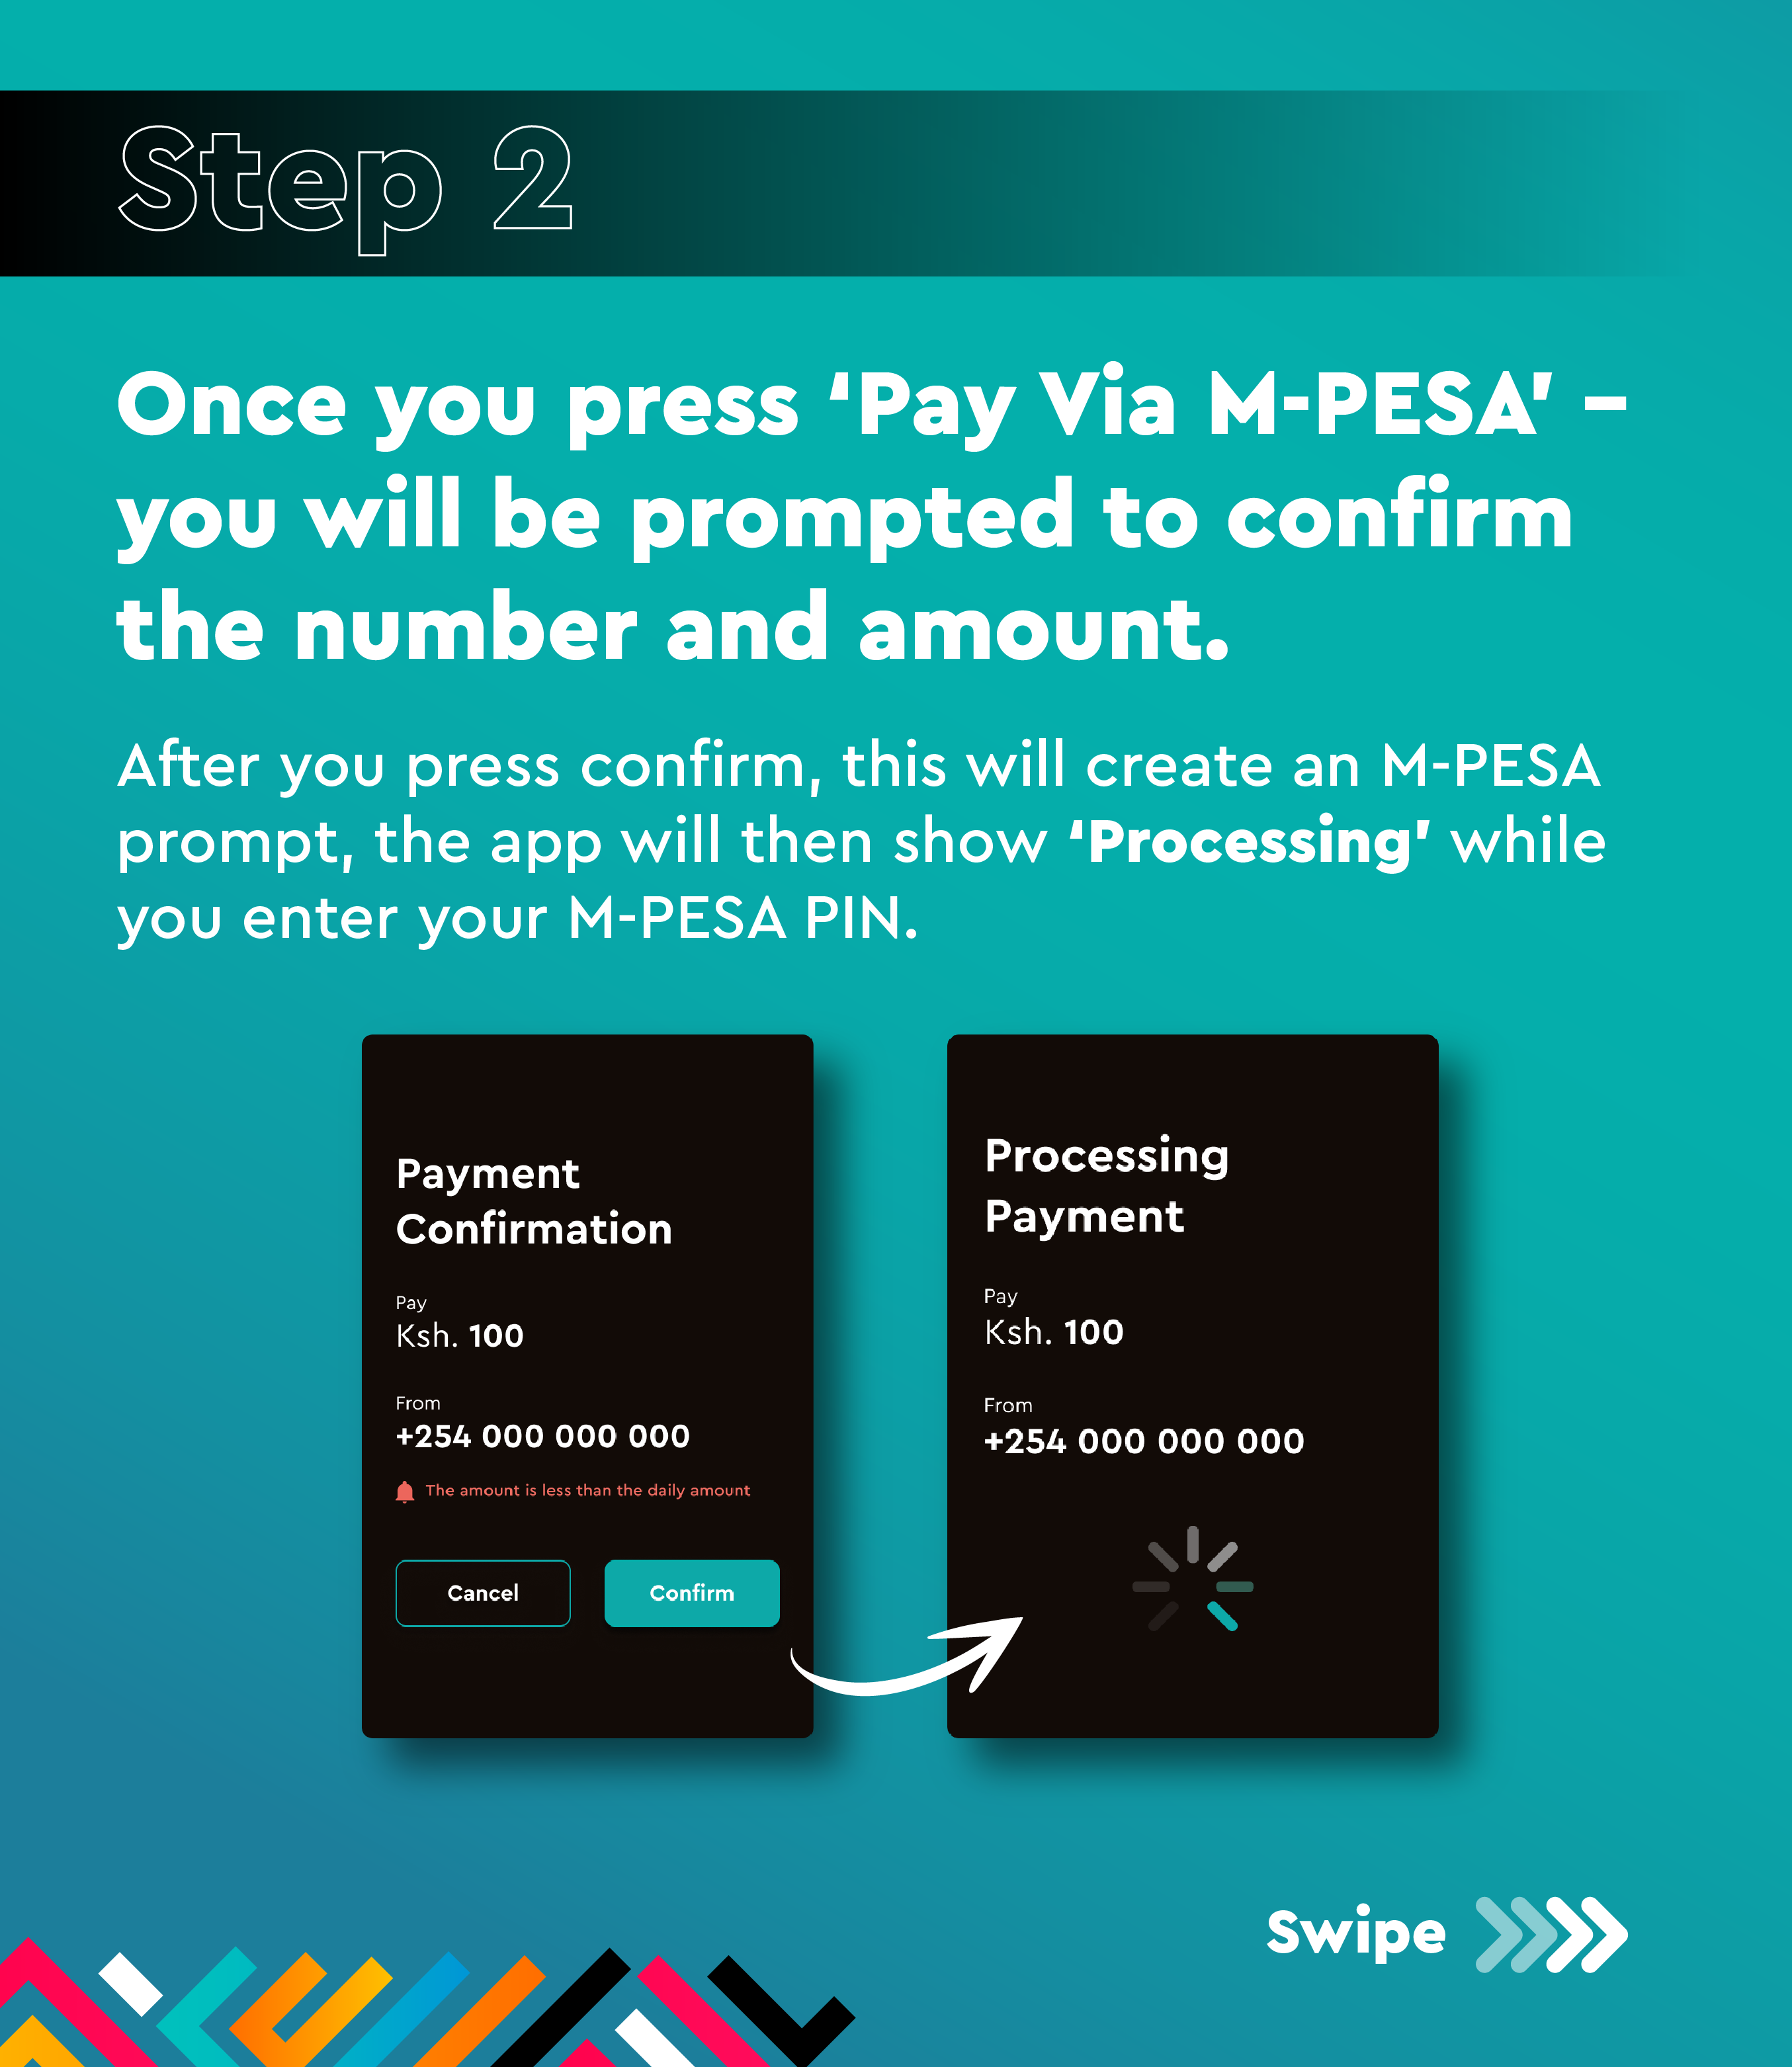 Step 2
Once you press ‘Pay Via M-PESA’ –
you will be prompted to confirm
the number and amount.
After you press confirm, this will create an M-PESA
prompt, the app will then show ‘Processing’ while
you enter your M-PESA PIN.
Payment
Confirmation
Pay
Ksh. 100
From
+254 000 000 000
The amount is less than the daily amount
Cancel
Confirm
Processing
Payment
Pay
Ksh. 100
From
+254 000 000 000
Swipe